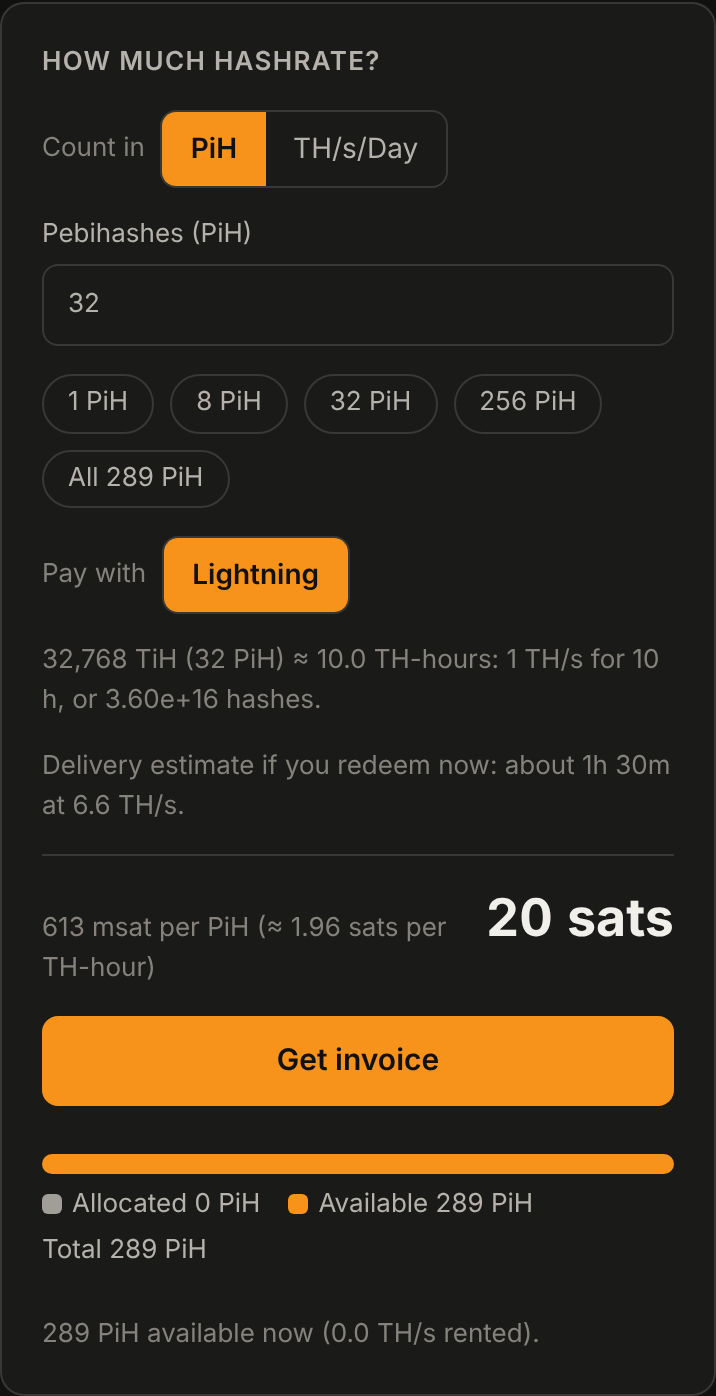 HOW MUCH HASHRATE?
Count in PiH TH/s/Day
Pebihashes (PiH)
32
1 PiH 8 PiH 32 PiH 256 PiH
All 289 PiH
Pay with Lightning
32,768 TiH (32 PiH) ≈ 10.0 TH-hours: 1 TH/s for 10
h, or 3.60e+16 hashes.
Delivery estimate if you redeem now: about 1h 30m
at 6.6 TH/s.
613 msat per PiH (≈ 1.96 sats per
TH-hour)
20 sats
Get invoice
Allocated 0 PiH Available 289 PiH
Total 289 PiH
289 PiH available now (0.0 TH/s rented).